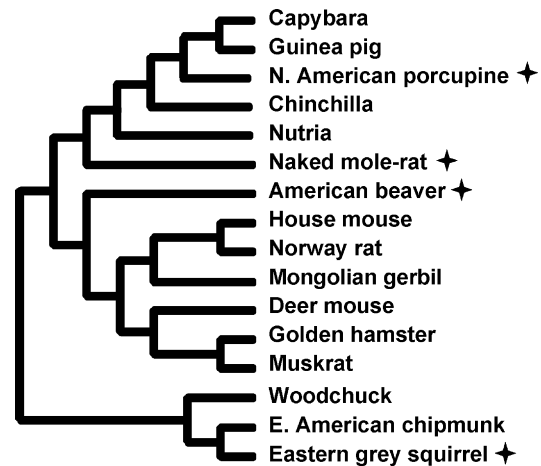 Capybara
Guinea pig
N. American porcupine
Chinchilla
Nutria
Naked mole-rat
American beaver
House mouse
Norway rat
Mongolian gerbil
Deer mouse
Golden hamster
Muskrat
Woodchuck
E. American chipmunk
Eastern grey squirrel